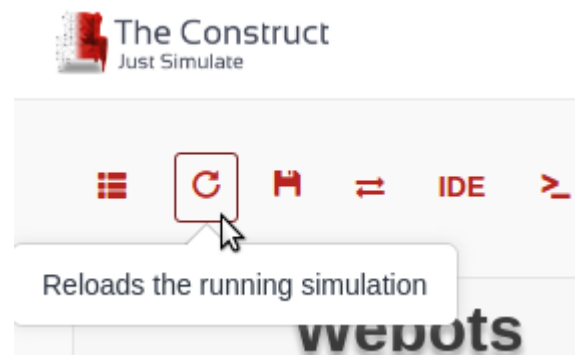 The Construct
Just Simulate
IDE >_
Reloads the running simulation
Webots